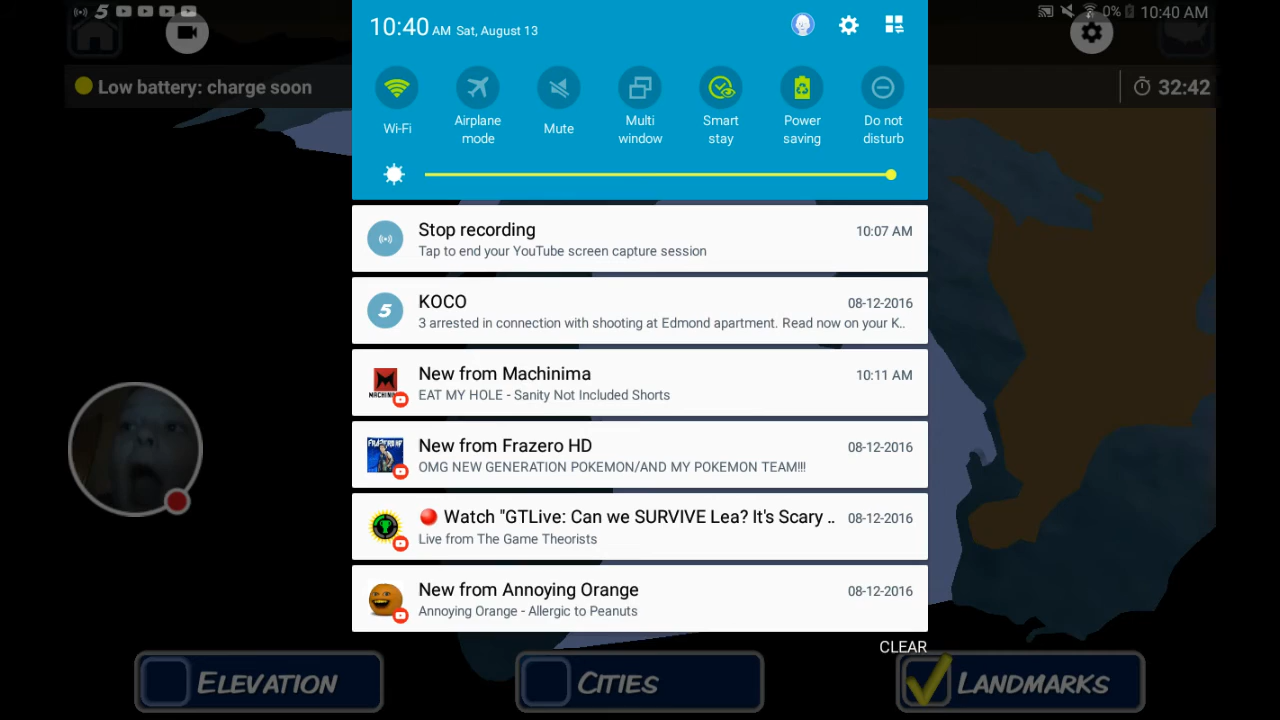 5 0% 10:40 AM
10:40 AM Sat, August 13
Low battery: charge soon
32:42
Wi-Fi
Airplane mode
Mute
Multi window
Smart stay
Power saving
Do not disturb
Stop recording 10:07 AM
Tap to end your YouTube screen capture session
5 KOCO 08-12-2016
3 arrested in connection with shooting at Edmond apartment. Read now on your K..
New from Machinima 10:11 AM
EAT MY HOLE - Sanity Not Included Shorts
New from Frazero HD 08-12-2016
OMG NEW GENERATION POKEMON/AND MY POKEMON TEAM!!!
Watch "GTLive: Can we SURVIVE Lea? It's Scary .. 08-12-2016
Live from The Game Theorists
New from Annoying Orange 08-12-2016
Annoying Orange - Allergic to Peanuts
CLEAR
ELEVATION
CITIES
LANDMARKS